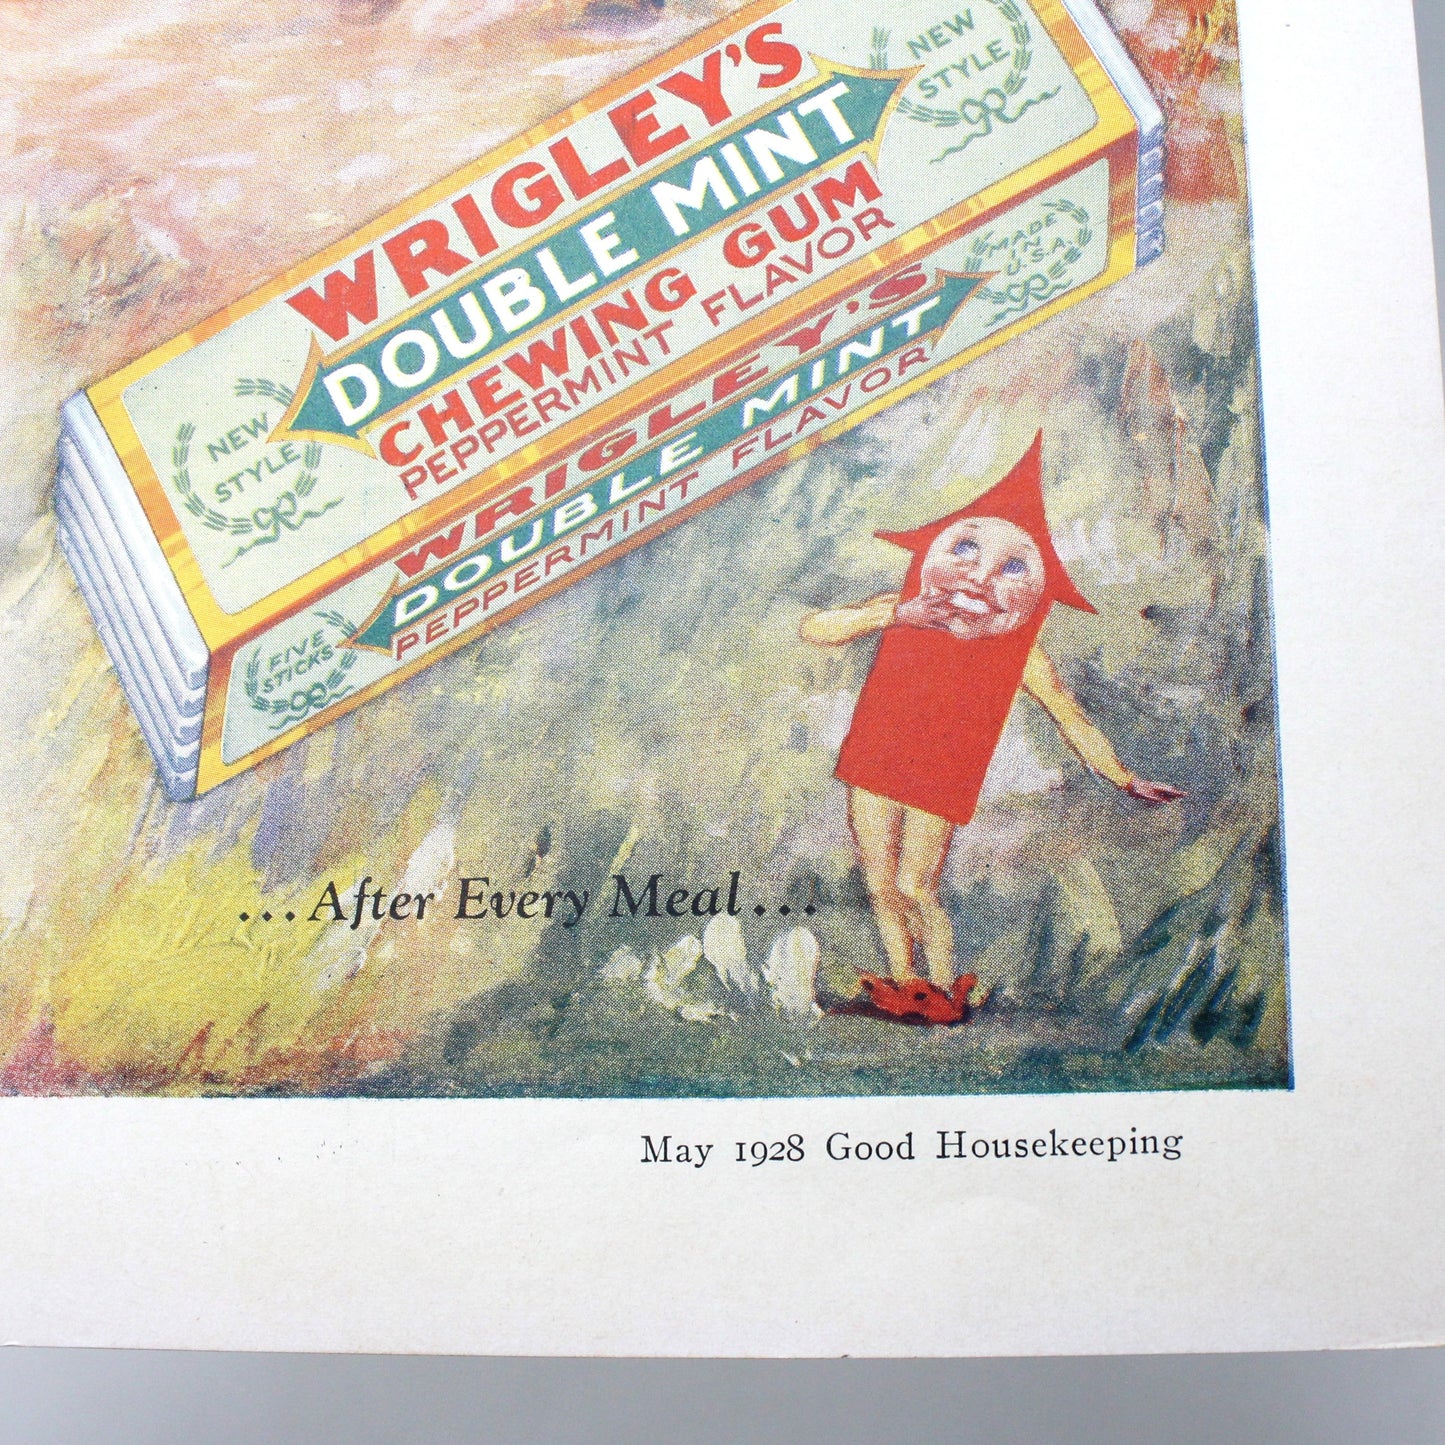 WRIGLEY'S
DOUBLE MINT
CHEWING GUM
PEPPERMINT FLAVOR
NEW
STYLE
NEW
STYLE
WRIGLEY'S
DOUBLE MINT
PEPPERMINT FLAVOR
FIVE
STICKS
MADE
IN
U.S.A.
...After Every Meal...
May 1928 Good Housekeeping